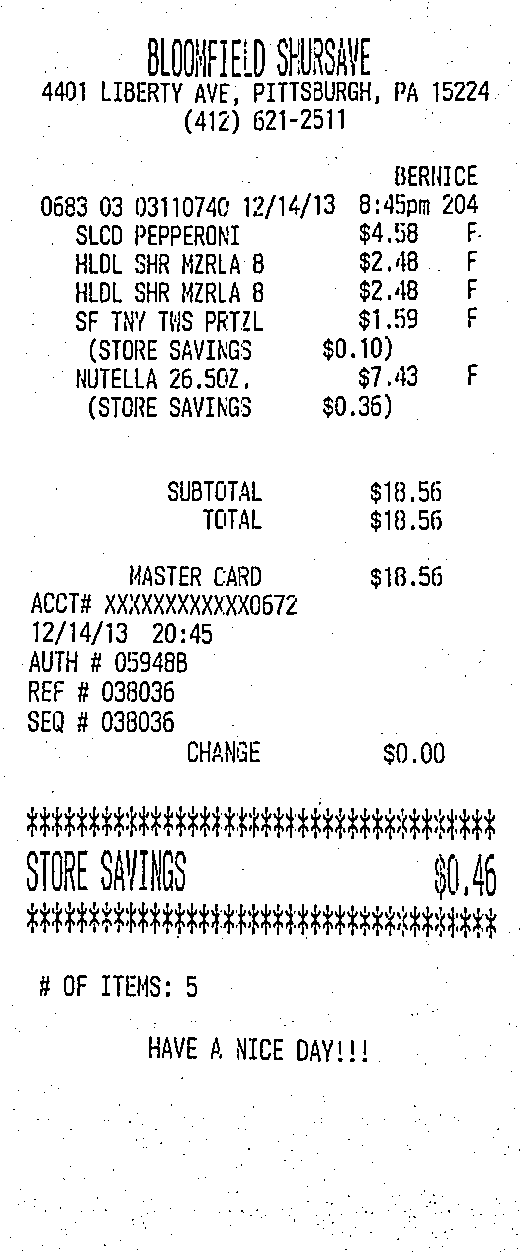 BLOOMFIELD SHURSAVE
4401 LIBERTY AVE, PITTSBURGH, PA 15224
(412) 621-2511
BERNICE
0683 03 03110740 12/14/13 8:45pm 204
SLCD PEPPERONI $4.58 F
HLDL SHR MZRLA 8 $2.48 F
HLDL SHR MZRLA 8 $2.48 F
SF TNY TWS PRTZL $1.59 F
(STORE SAVINGS $0.10)
NUTELLA 26.5OZ. $7.43 F
(STORE SAVINGS $0.36)
SUBTOTAL $18.56
TOTAL $18.56
MASTER CARD $18.56
ACCT# XXXXXXXXXXXX0672
12/14/13 20:45
AUTH # 05948B
REF # 038036
SEQ # 038036
CHANGE $0.00
**************************************
STORE SAVINGS $0.46
**************************************
# OF ITEMS: 5
HAVE A NICE DAY!!!